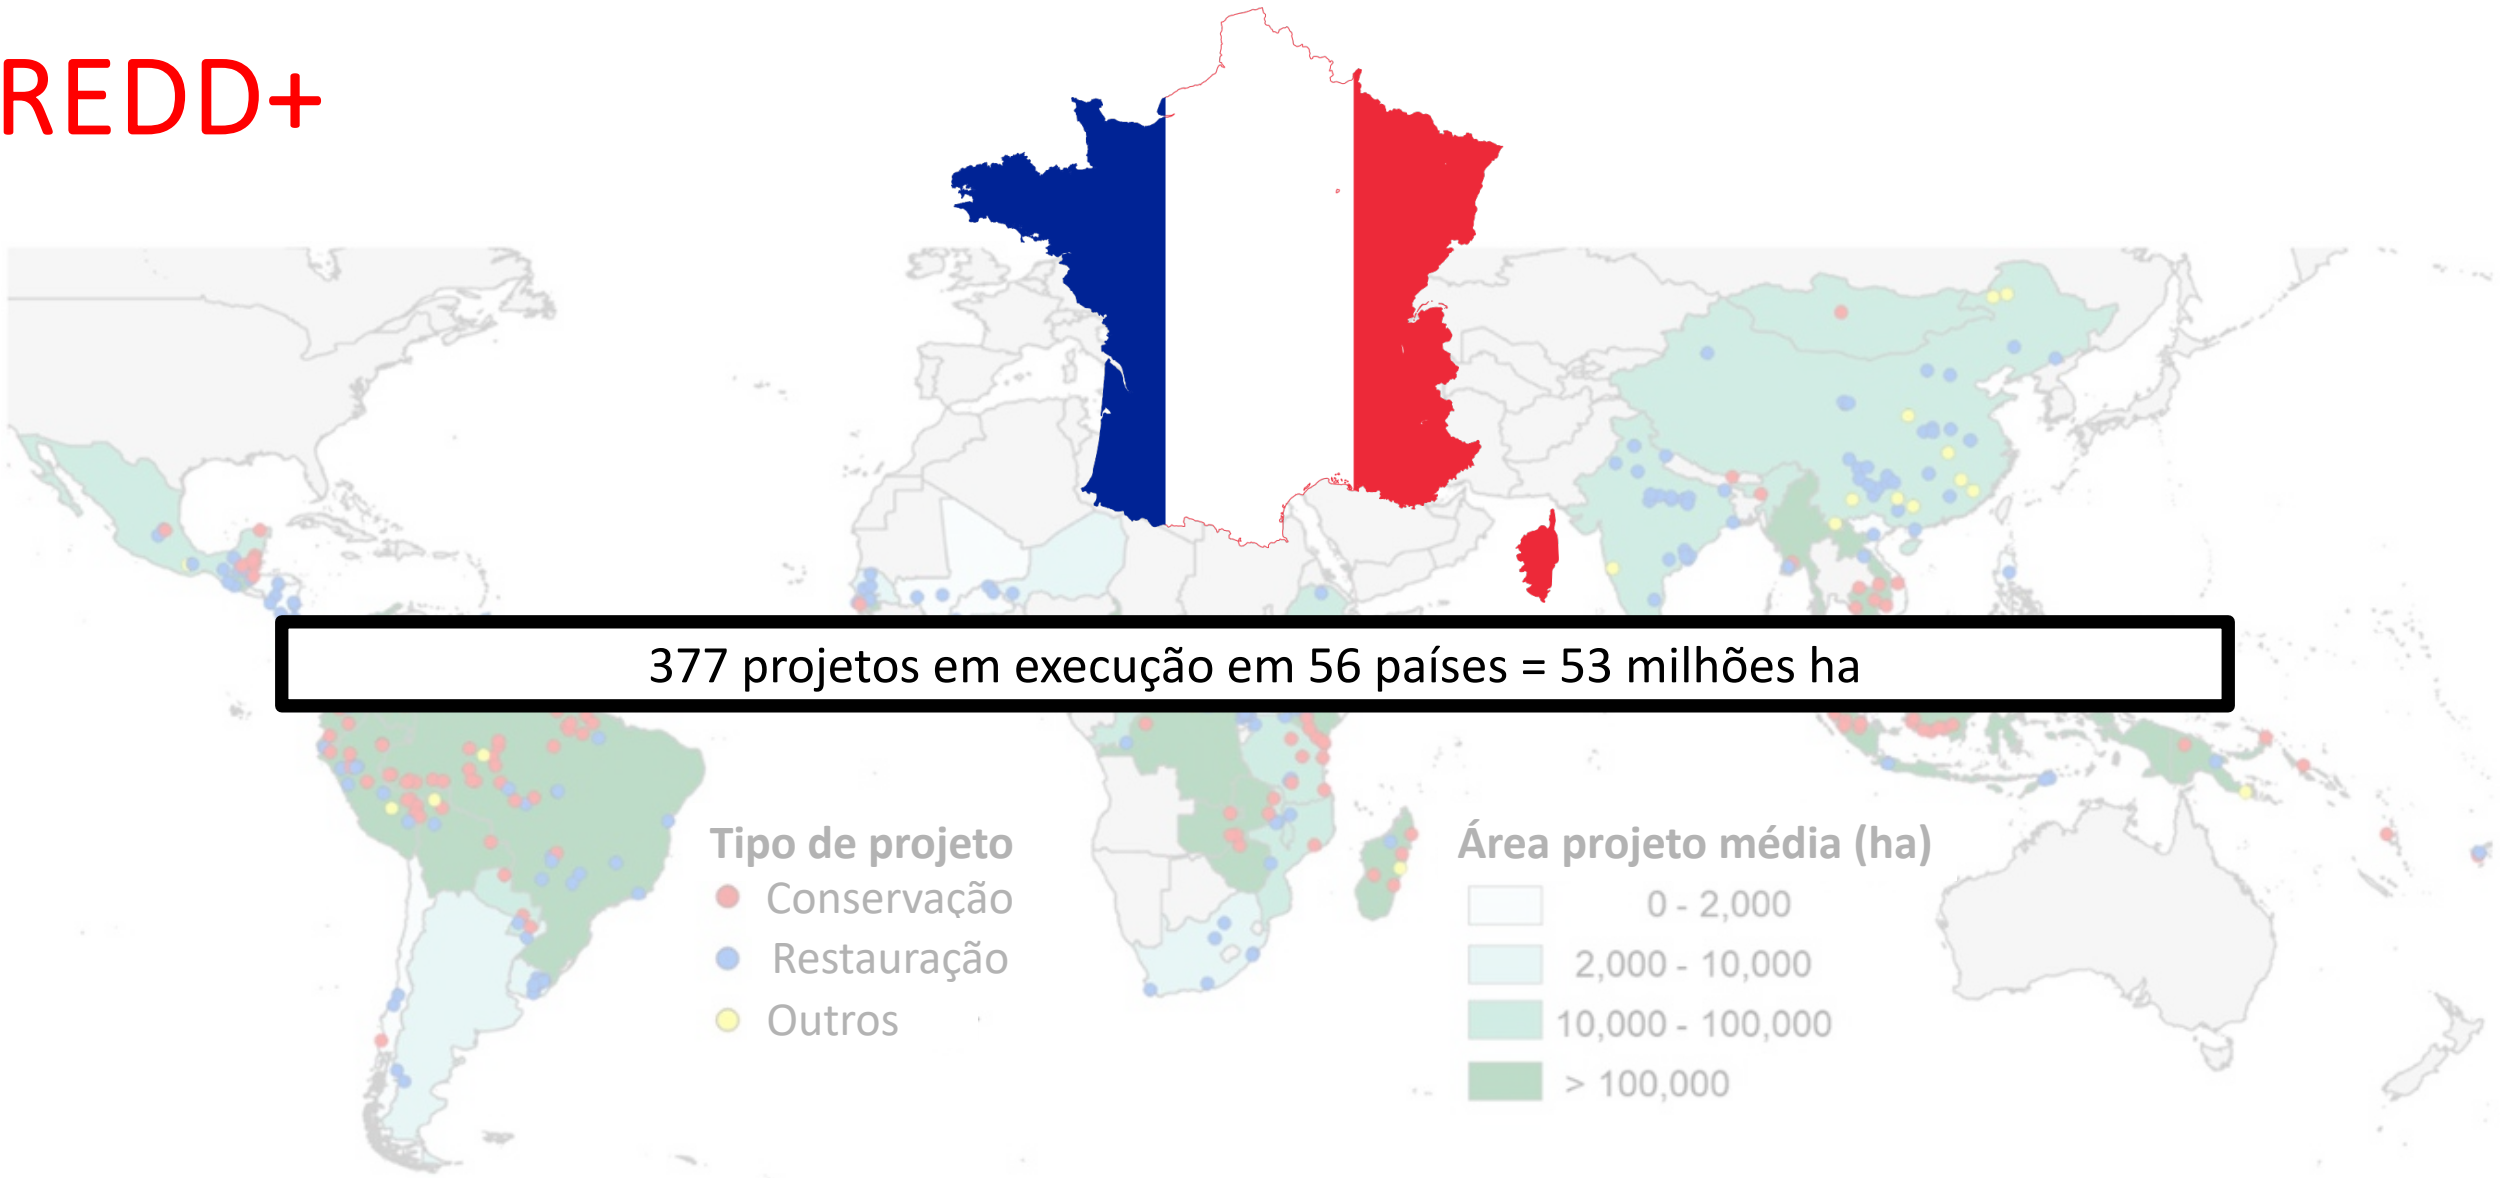 REDD+
377 projetos em execução em 56 países = 53 milhões ha
Tipo de projeto
Conservação
Restauração
Outros
Área projeto média (ha)
0 - 2,000
2,000 - 10,000
10,000 - 100,000
> 100,000